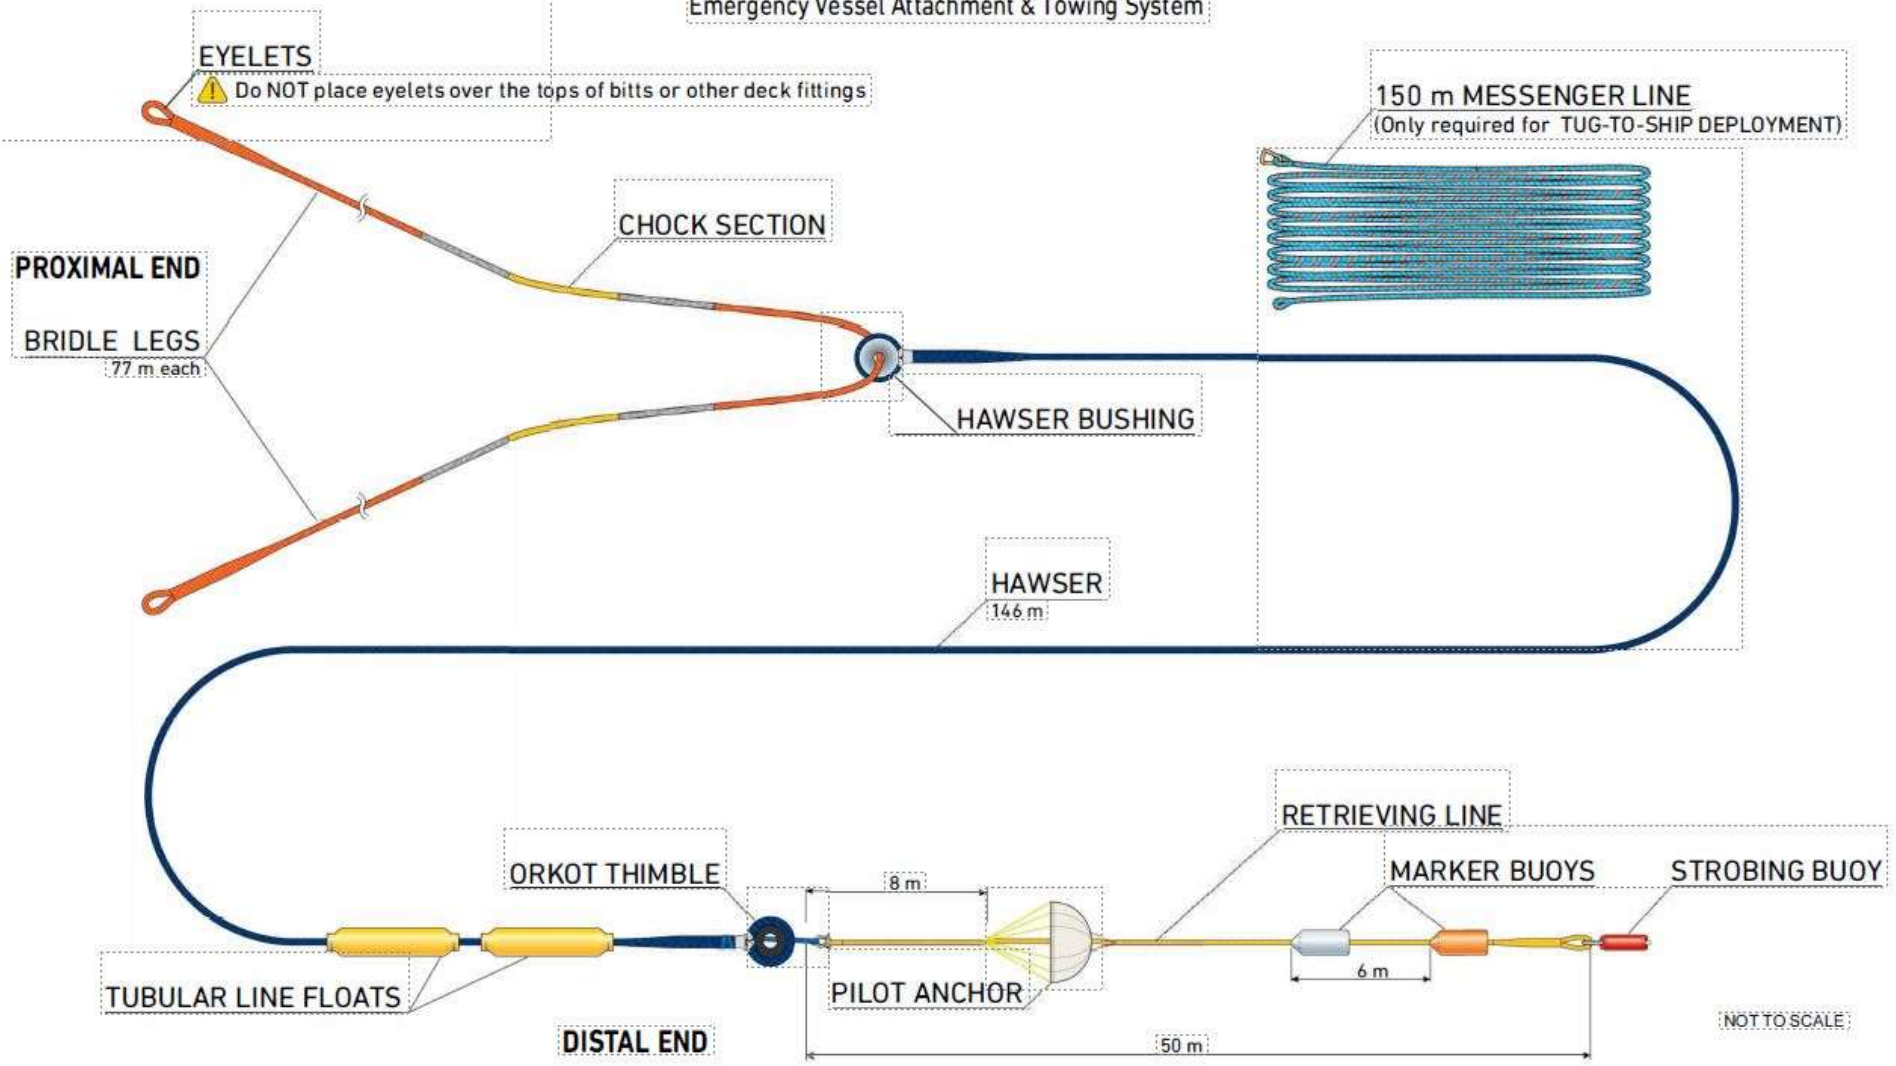 Emergency Vessel Attachment & Towing System
EYELETS
Do NOT place eyelets over the tops of bitts or other deck fittings
150 m MESSENGER LINE
(Only required for TUG-TO-SHIP DEPLOYMENT)
CHOCK SECTION
PROXIMAL END
BRIDLE LEGS
77 m each
HAWSER BUSHING
HAWSER
146 m
RETRIEVING LINE
ORKOT THIMBLE
8 m
MARKER BUOYS
STROBING BUOY
TUBULAR LINE FLOATS
PILOT ANCHOR
6 m
NOT TO SCALE
DISTAL END
50 m